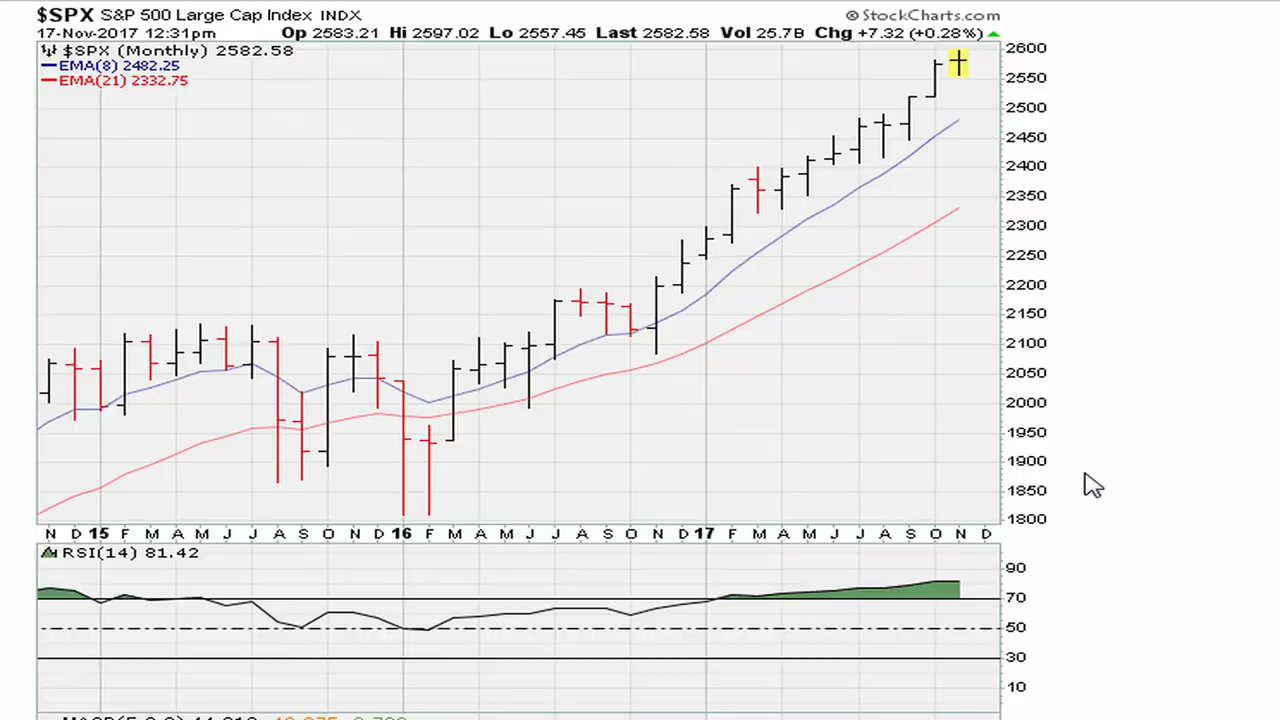 $SPX S&P 500 Large Cap Index INDX
© StockCharts.com
17-Nov-2017 12:31pm
Op 2583.21 Hi 2597.02 Lo 2557.45 Last 2582.58 Vol 25.7B Chg +7.32 (+0.28%)
$SPX (Monthly) 2582.58
EMA(8) 2482.25
EMA(21) 2332.75
2600
2550
2500
2450
2400
2350
2300
2250
2200
2150
2100
2050
2000
1950
1900
1850
1800
N D 15 F M A M J J A S O N D 16 F M A M J J A S O N D 17 F M A M J J A S O N D
RSI(14) 81.42
90
70
50
30
10